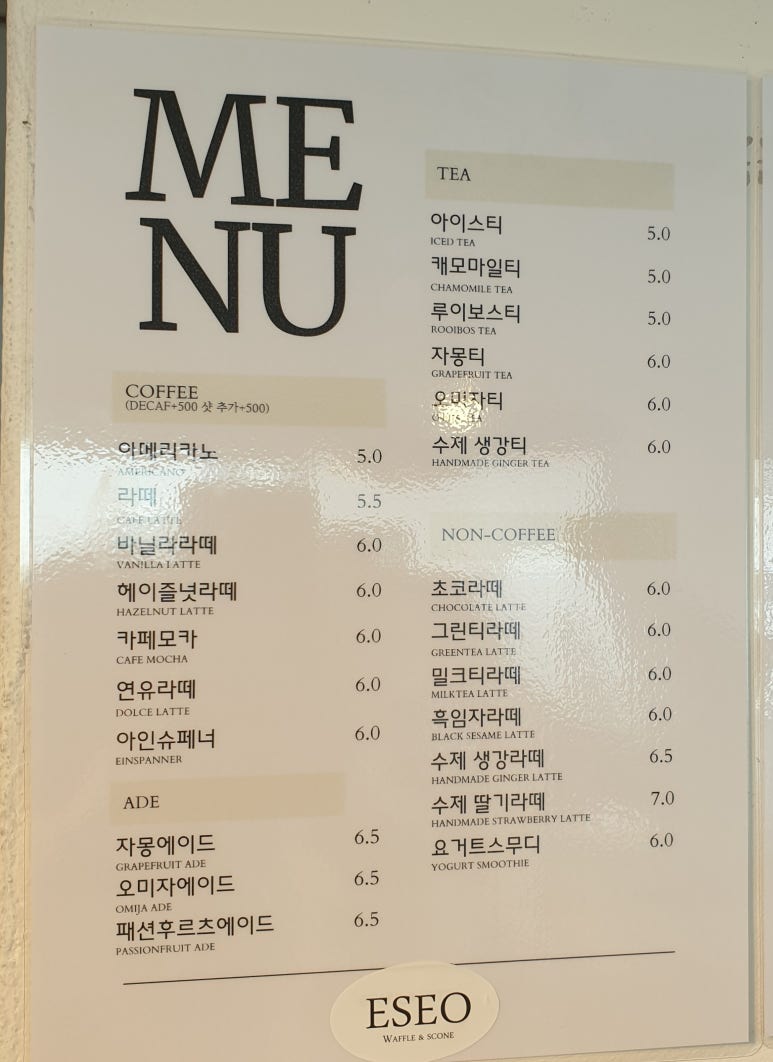 ME
NU
COFFEE
(DECAF+500 샷 추가+500)
아메리카노 5.0
AMERICANO
라떼 5.5
CAFE LATTE
바닐라라떼 6.0
VANILLA LATTE
헤이즐넛라떼 6.0
HAZELNUT LATTE
카페모카 6.0
CAFE MOCHA
연유라떼 6.0
DOLCE LATTE
아인슈페너 6.0
EINSPANNER
ADE
자몽에이드 6.5
GRAPEFRUIT ADE
오미자에이드 6.5
OMIJA ADE
패션후르츠에이드 6.5
PASSIONFRUIT ADE
TEA
아이스티 5.0
ICED TEA
캐모마일티 5.0
CHAMOMILE TEA
루이보스티 5.0
ROOIBOS TEA
자몽티 6.0
GRAPEFRUIT TEA
오미자티 6.0
수제 생강티 6.0
HANDMADE GINGER TEA
NON-COFFEE
초코라떼 6.0
CHOCOLATE LATTE
그린티라떼 6.0
GREENTEA LATTE
밀크티라떼 6.0
MILKTEA LATTE
흑임자라떼 6.0
BLACK SESAME LATTE
수제 생강라떼 6.5
HANDMADE GINGER LATTE
수제 딸기라떼 7.0
HANDMADE STRAWBERRY LATTE
요거트스무디 6.0
YOGURT SMOOTHIE
ESEO
WAFFLE & SCONE